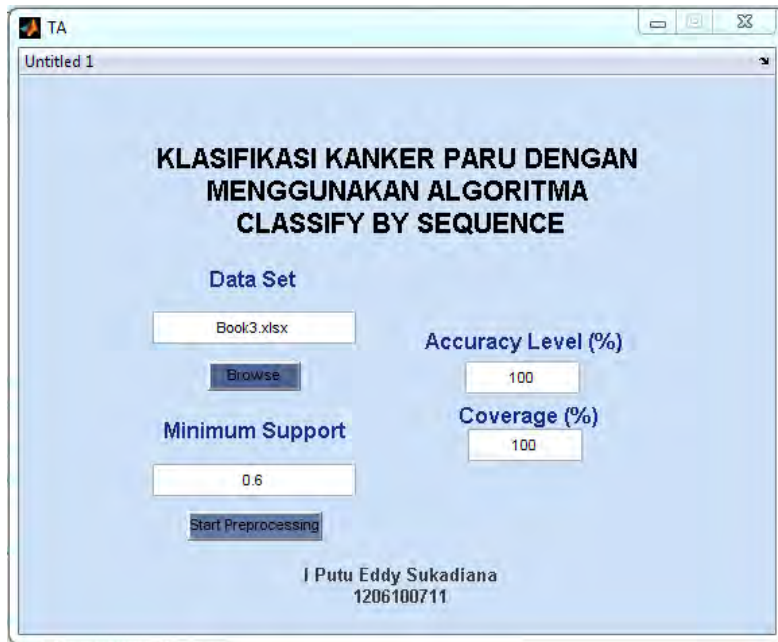 TA
Untitled 1
KLASIFIKASI KANKER PARU DENGAN
MENGGUNAKAN ALGORITMA
CLASSIFY BY SEQUENCE
Data Set
Book3.xlsx
Browse
Minimum Support
0.6
Start Preprocessing
Accuracy Level (%)
100
Coverage (%)
100
I Putu Eddy Sukadiana
1206100711